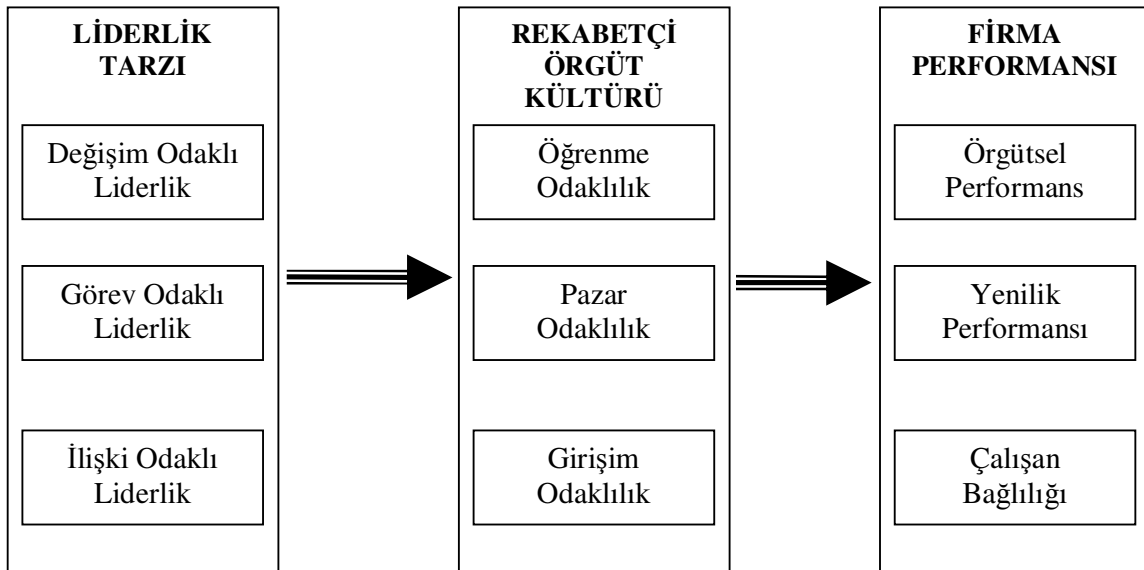 LİDERLİK
TARZI
Değişim Odaklı
Liderlik
Görev Odaklı
Liderlik
İlişki Odaklı
Liderlik
REKABETÇİ
ÖRGÜT
KÜLTÜRÜ
Öğrenme
Odaklılık
Pazar
Odaklılık
Girişim
Odaklılık
FİRMA
PERFORMANSI
Örgütsel
Performans
Yenilik
Performansı
Çalışan
Bağlılığı